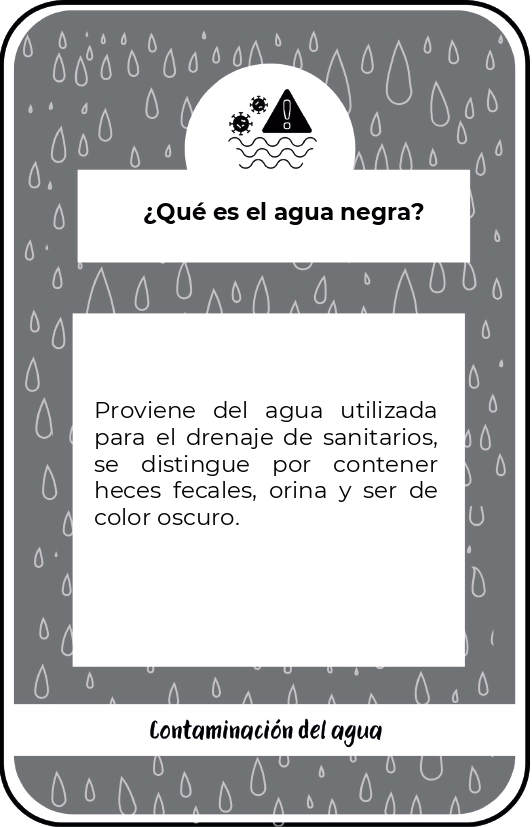 ¿Qué es el agua negra?
Proviene del agua utilizada
para el drenaje de sanitarios,
se distingue por contener
heces fecales, orina y ser de
color oscuro.
Contaminación del agua